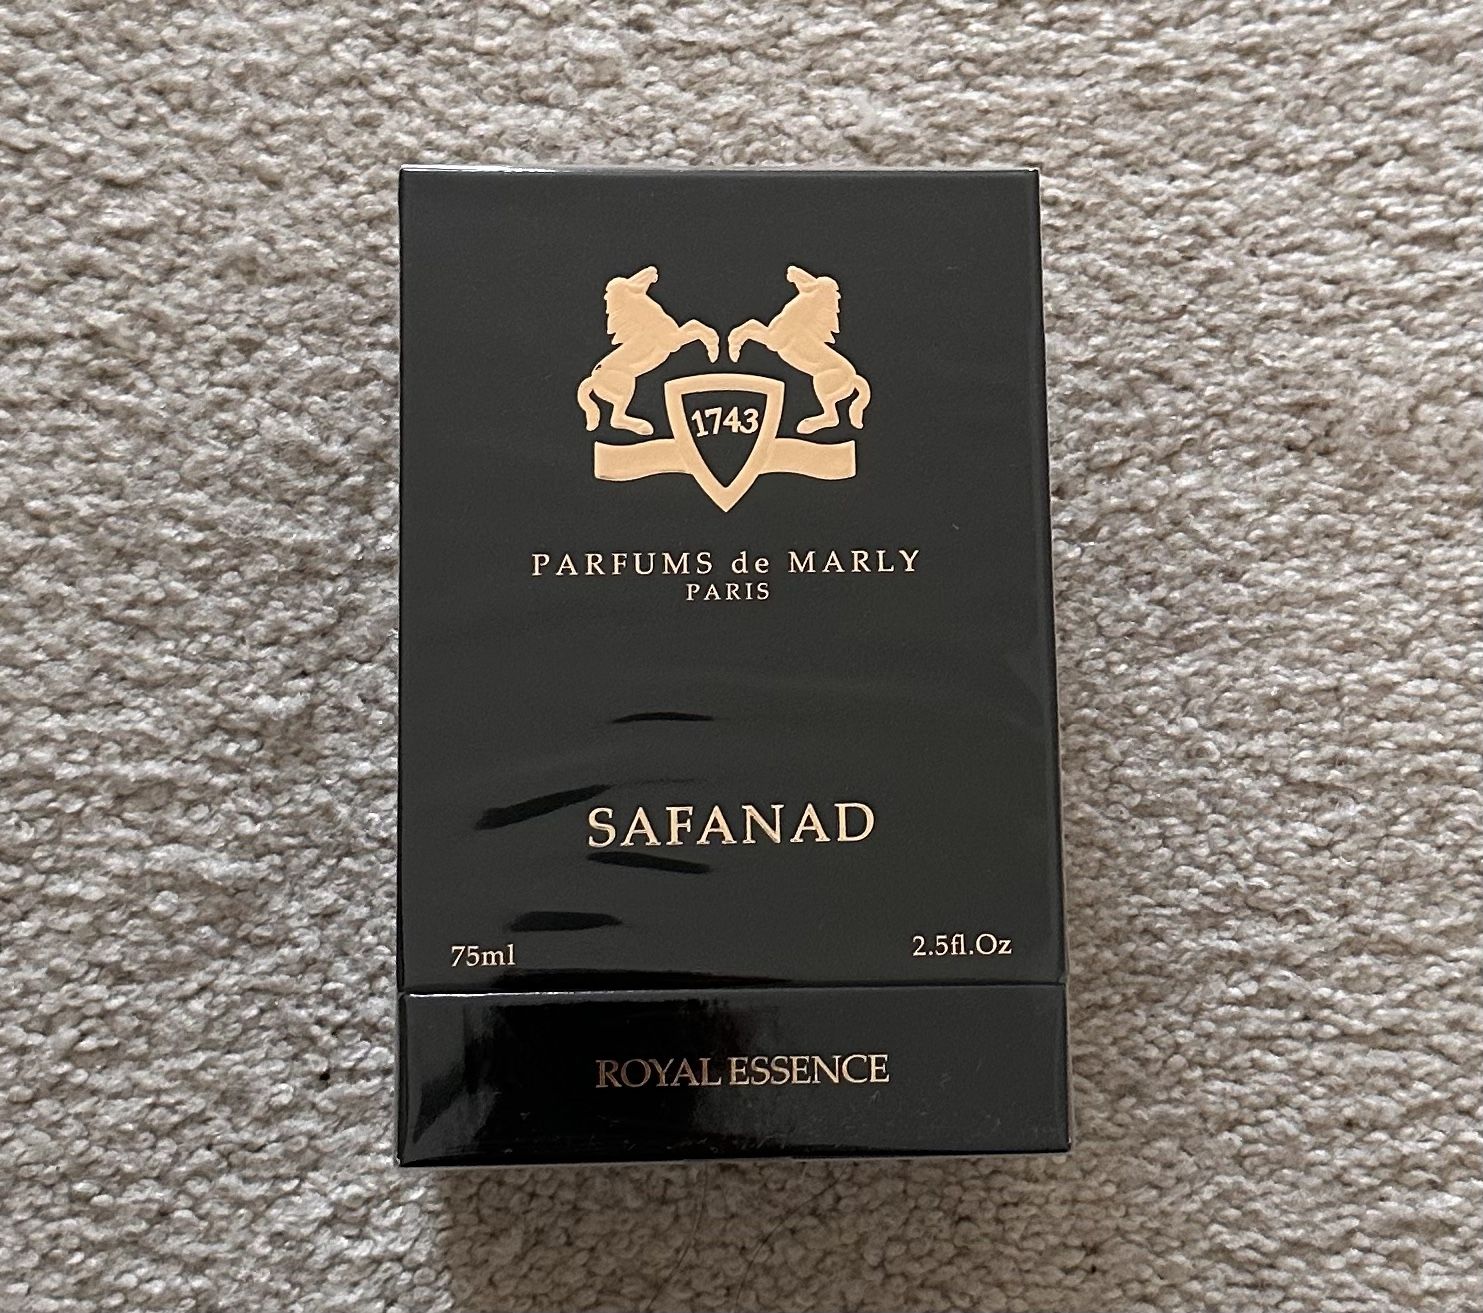 1743
PARFUMS de MARLY
PARIS
SAFANAD
75ml 2.5fl.Oz
ROYAL ESSENCE